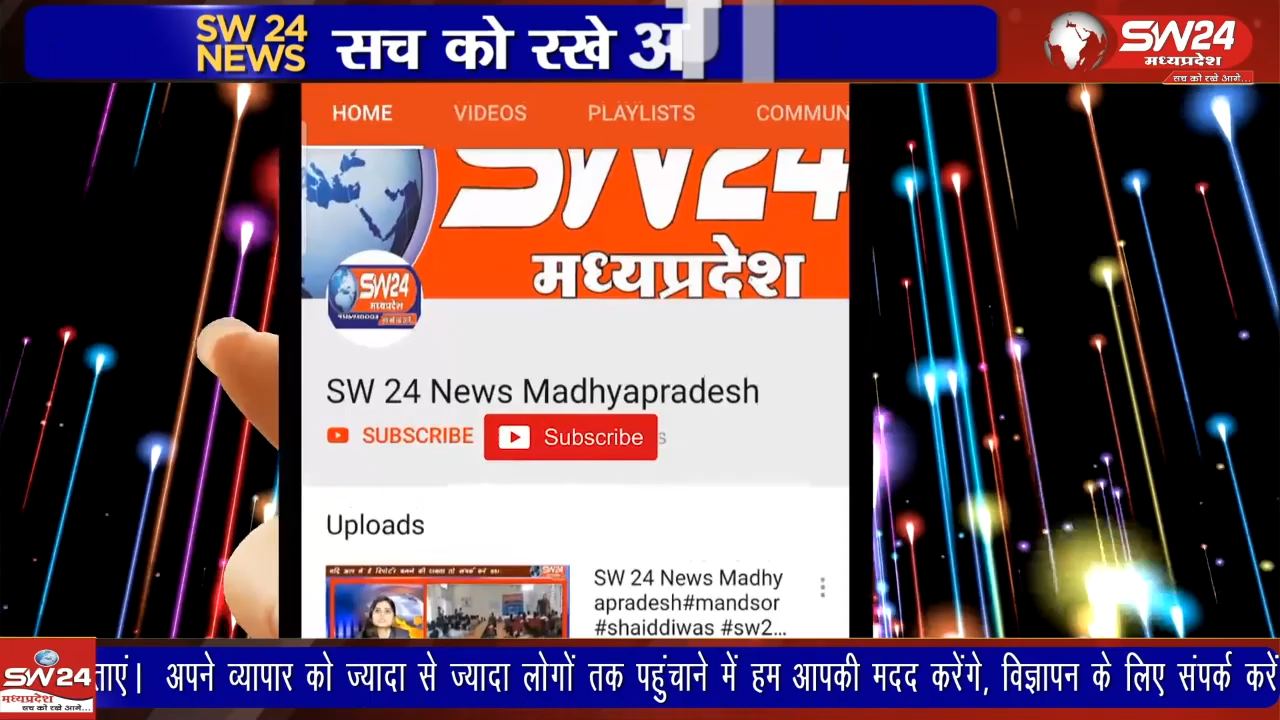 SW 24
NEWS
सच को रखे
SW24
मध्यप्रदेश
सच को रखे आगे...
HOME VIDEOS PLAYLISTS COMMUN
SW24
मध्यप्रदेश
SW24
मध्यप्रदेश
SW 24 News Madhyapradesh
SUBSCRIBE
Subscribe
s
Uploads
SW 24 News Madhy
apradesh#mandsor
#shaiddiwas #sw2...
SW24
मध्यप्रदेश
सच को रखे आगे...
ताएं। अपने व्यापार को ज्यादा से ज्यादा लोगों तक पहुंचाने में हम आपकी मदद करेंगे, विज्ञापन के लिए संपर्क करें